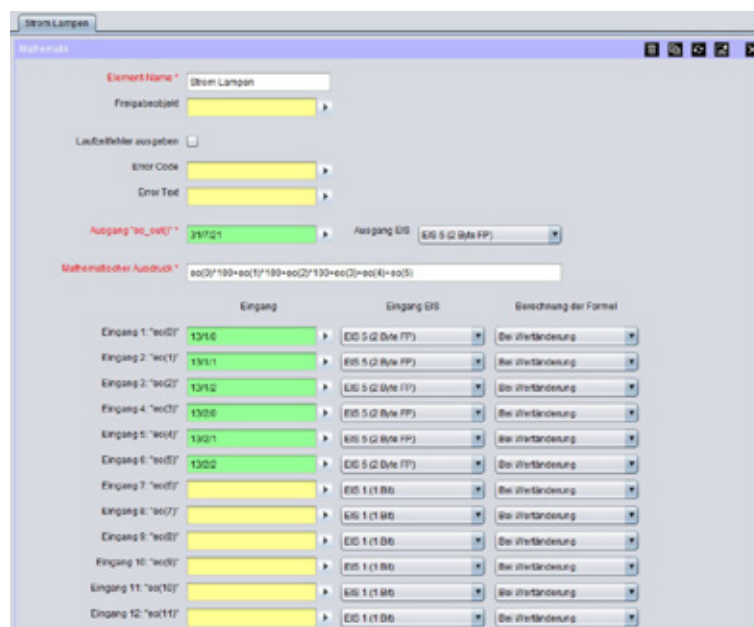 Strom Lampen
Mathematik
Element-Name * Strom Lampen
Freigabeobjekt
Laufzeitfehler ausgeben
Error Code
Error Text
Ausgang "eo_out()" * 31/7/21 Ausgang EIS EIS 5 (2 Byte FP)
Mathematischer Ausdruck * eo(0)*100+eo(1)*100+eo(2)*100+eo(3)+eo(4)+eo(5)
Eingang Eingang EIS Berechnung der Formel
Eingang 1: "eo(0)" 13/1/0 EIS 5 (2 Byte FP) Bei Wertänderung
Eingang 2: "eo(1)" 13/1/1 EIS 5 (2 Byte FP) Bei Wertänderung
Eingang 3: "eo(2)" 13/1/2 EIS 5 (2 Byte FP) Bei Wertänderung
Eingang 4: "eo(3)" 13/2/0 EIS 5 (2 Byte FP) Bei Wertänderung
Eingang 5: "eo(4)" 13/2/1 EIS 5 (2 Byte FP) Bei Wertänderung
Eingang 6: "eo(5)" 13/2/2 EIS 5 (2 Byte FP) Bei Wertänderung
Eingang 7: "eo(6)" EIS 1 (1 Bit) Bei Wertänderung
Eingang 8: "eo(7)" EIS 1 (1 Bit) Bei Wertänderung
Eingang 9: "eo(8)" EIS 1 (1 Bit) Bei Wertänderung
Eingang 10: "eo(9)" EIS 1 (1 Bit) Bei Wertänderung
Eingang 11: "eo(10)" EIS 1 (1 Bit) Bei Wertänderung
Eingang 12: "eo(11)" EIS 1 (1 Bit) Bei Wertänderung